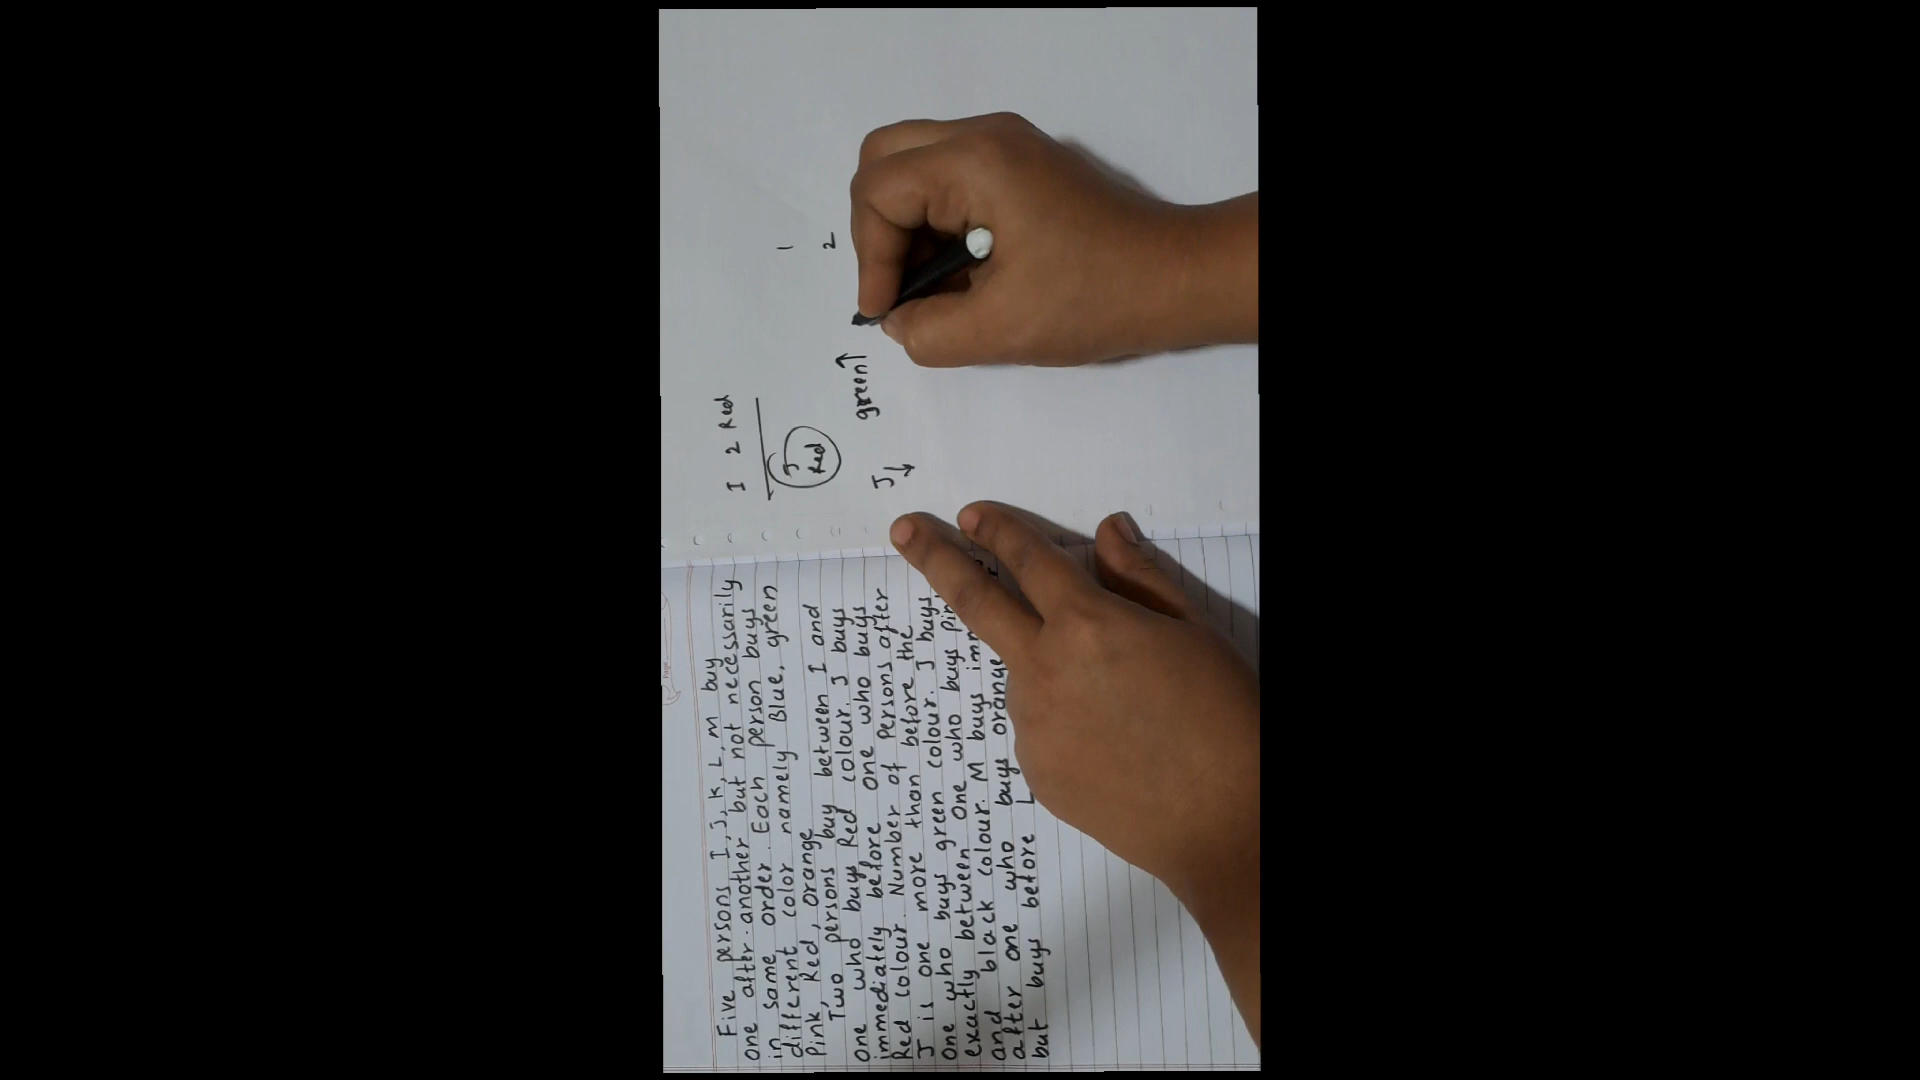 Five persons I, J, K, L, M buy
one after another but not necessarily
in same order. Each person buys
different color namely Blue, green
Pink, Red, orange
Two persons buy between I and
one who buys Red colour. J buys
immediately before one who buys
Red colour. Number of persons after
J is one more than before the
one who buys green colour. J buys
exactly between one who buys
and black colour. M buys
after one who buys orange
but buys before L
I 2 Red
J
Red
J↓ green↑
1
2